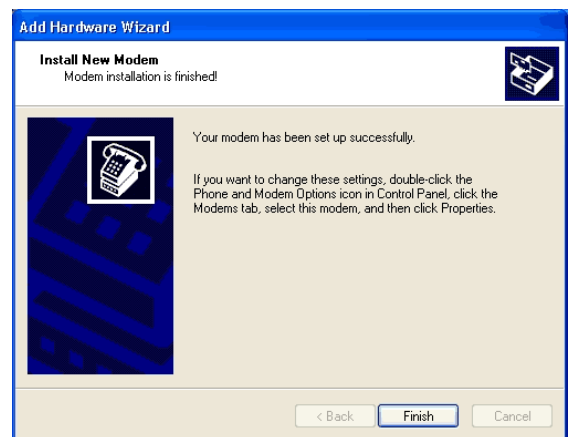 Add Hardware Wizard
Install New Modem
Modem installation is finished!
Your modem has been set up successfully.
If you want to change these settings, double-click the
Phone and Modem Options icon in Control Panel, click the
Modems tab, select this modem, and then click Properties.
< Back
Finish
Cancel